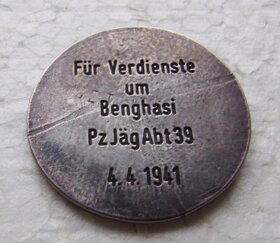 Für Verdienste
um
Benghasi
PzJägAbt39
4.4.1941